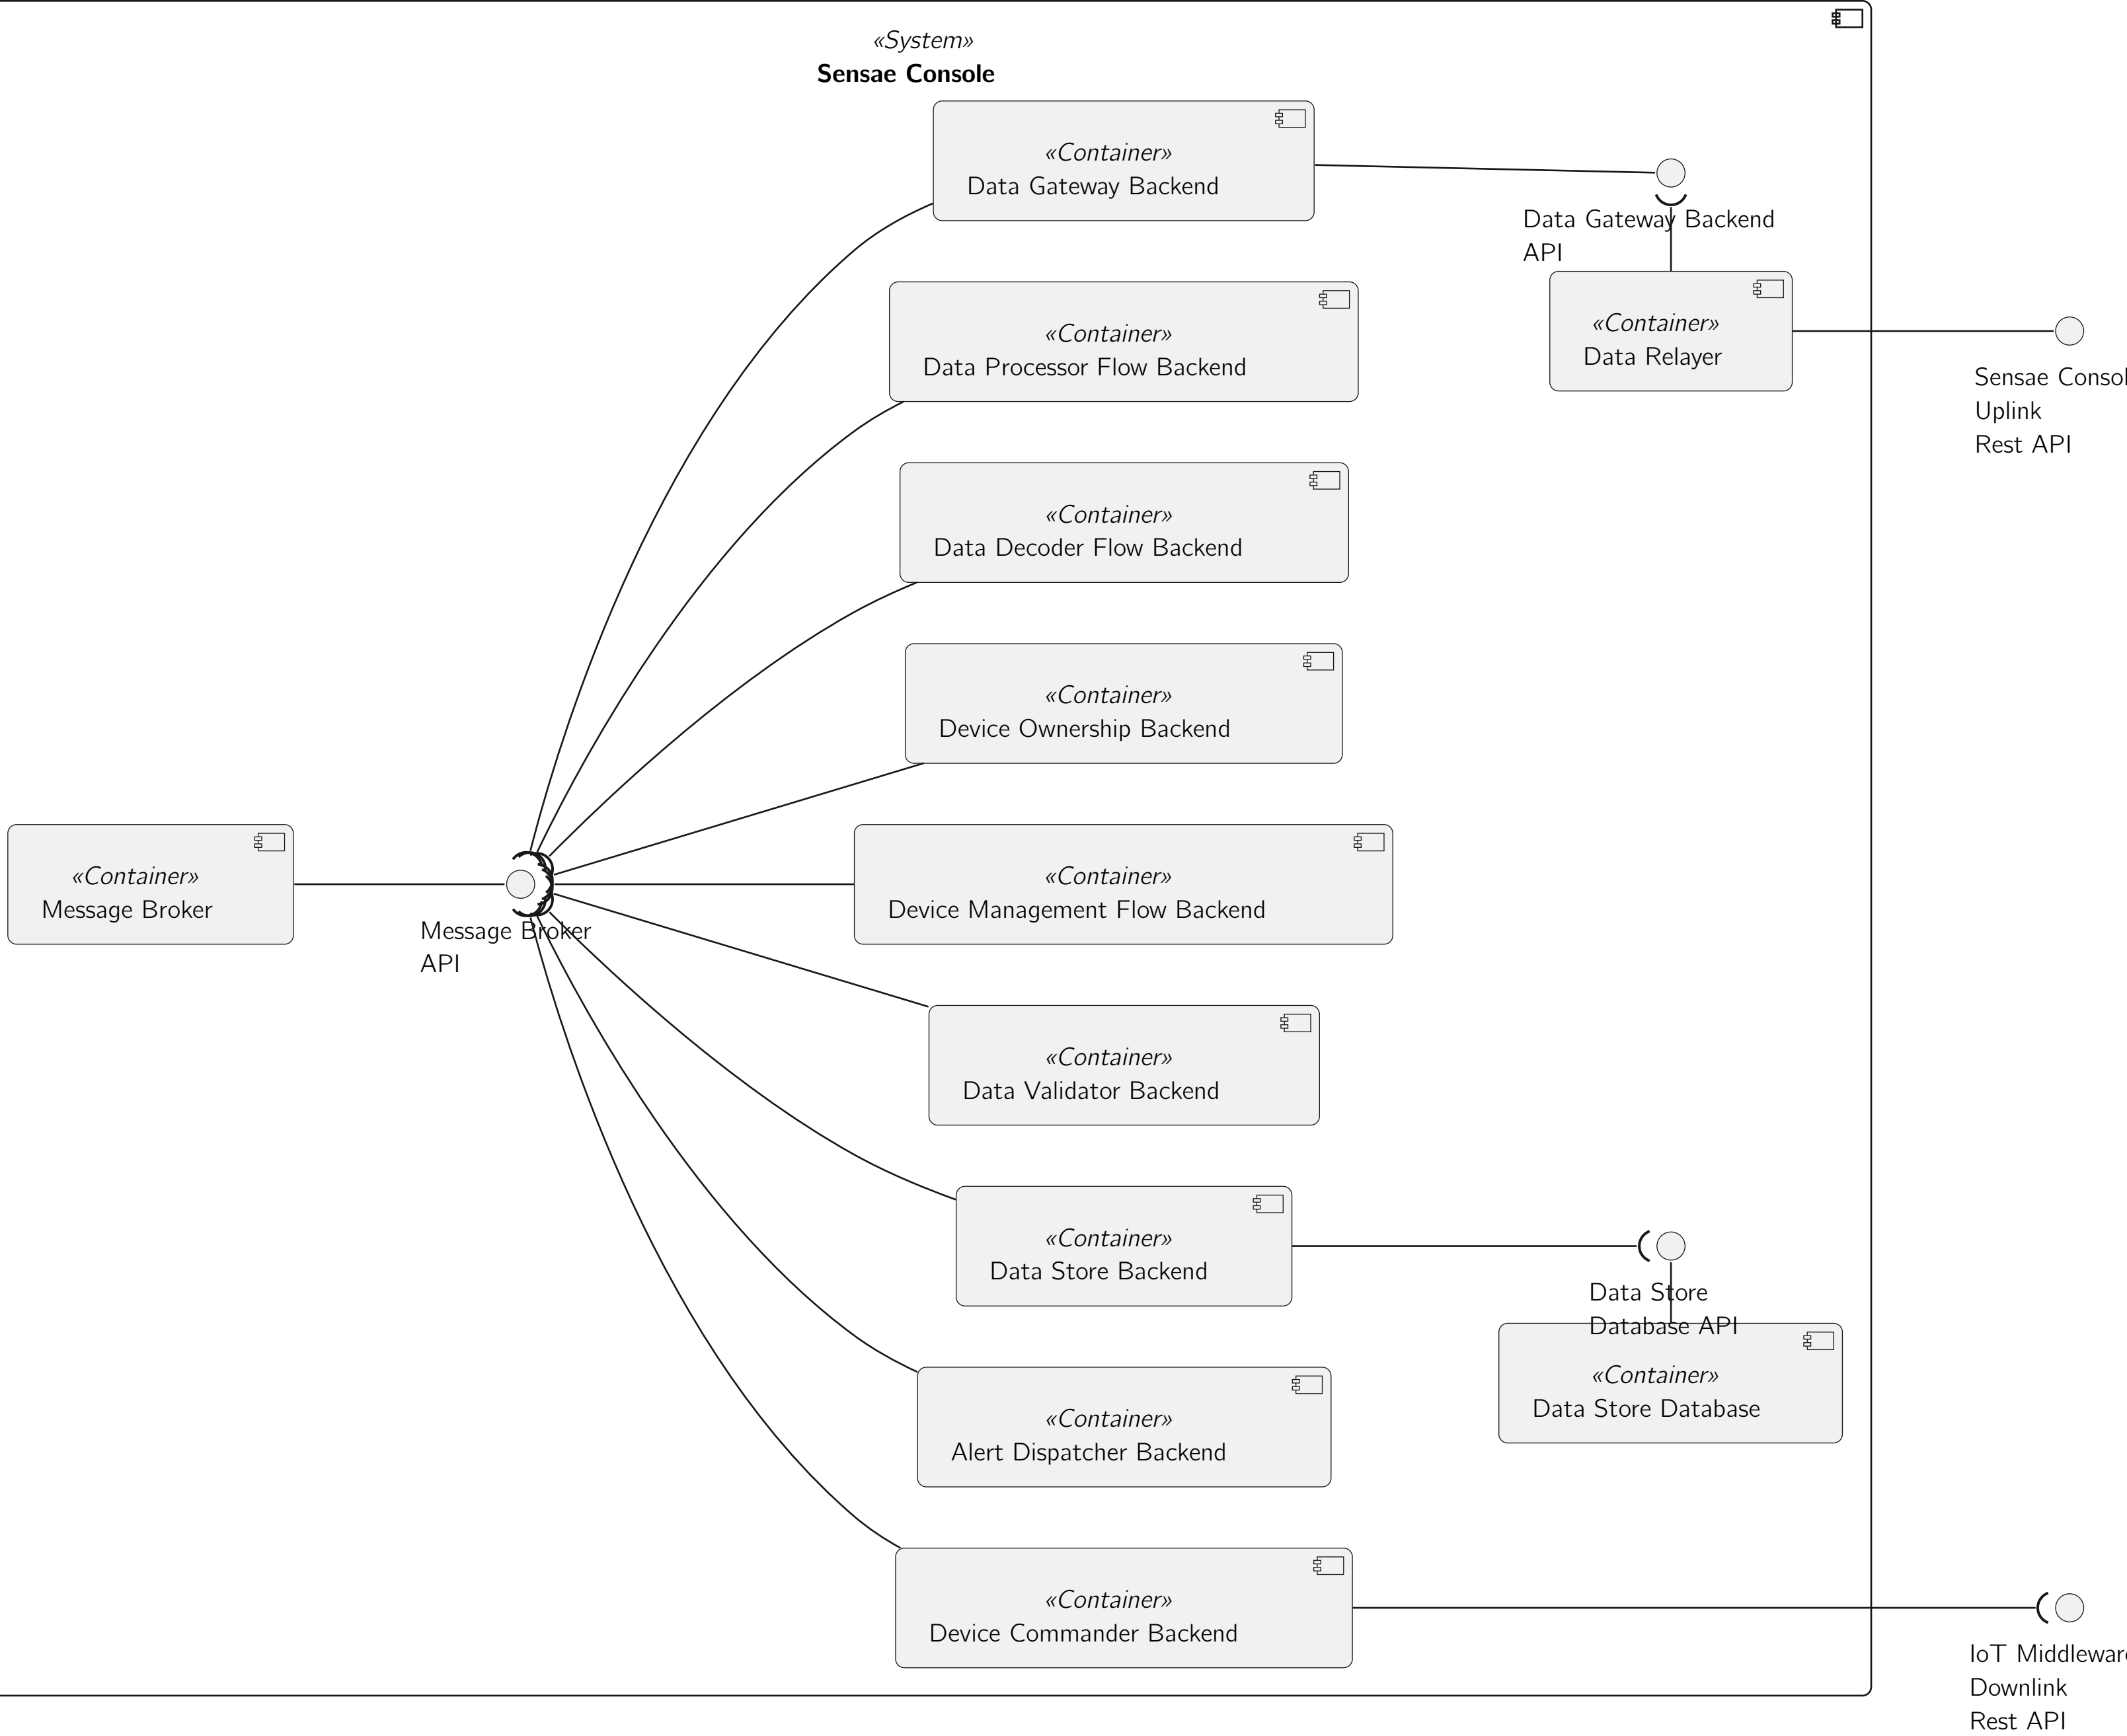 «System»
Sensae Console
«Container»
Data Gateway Backend
Data Gateway Backend
API
«Container»
Data Processor Flow Backend
«Container»
Data Relayer
Sensae Consol
Uplink
Rest API
«Container»
Data Decoder Flow Backend
«Container»
Device Ownership Backend
«Container»
Message Broker
Message Broker
API
«Container»
Device Management Flow Backend
«Container»
Data Validator Backend
«Container»
Data Store Backend
Data Store
Database API
«Container»
Data Store Database
«Container»
Alert Dispatcher Backend
«Container»
Device Commander Backend
IoT Middleware
Downlink
Rest API